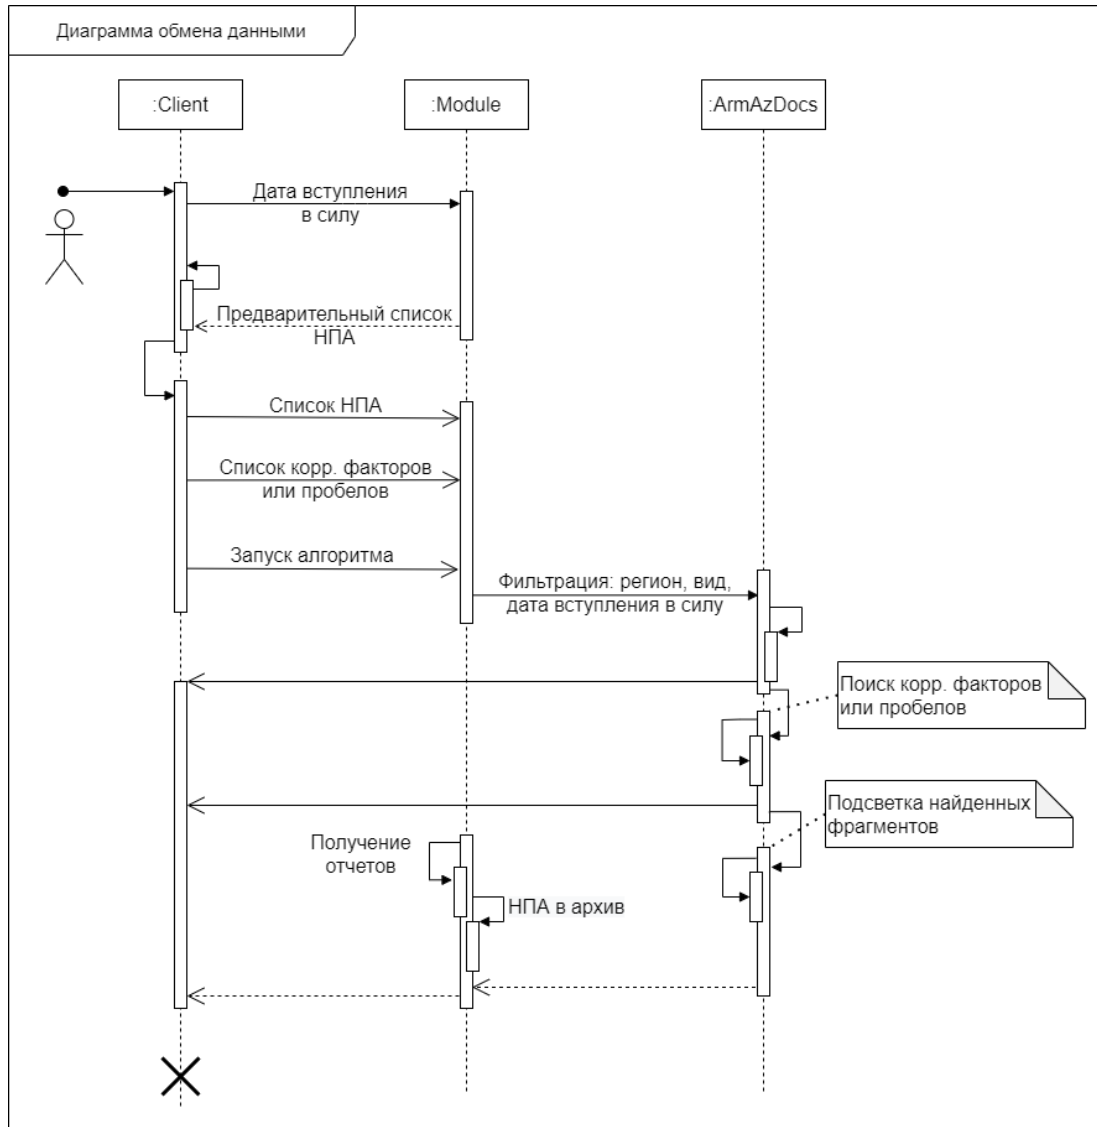 Диаграмма обмена данными
:Client
:Module
:ArmAzDocs
Дата вступления
в силу
Предварительный список
НПА
Список НПА
Список корр. факторов
или пробелов
Запуск алгоритма
Фильтрация: регион, вид,
дата вступления в силу
Поиск корр. факторов
или пробелов
Подсветка найденных
фрагментов
Получение
отчетов
НПА в архив